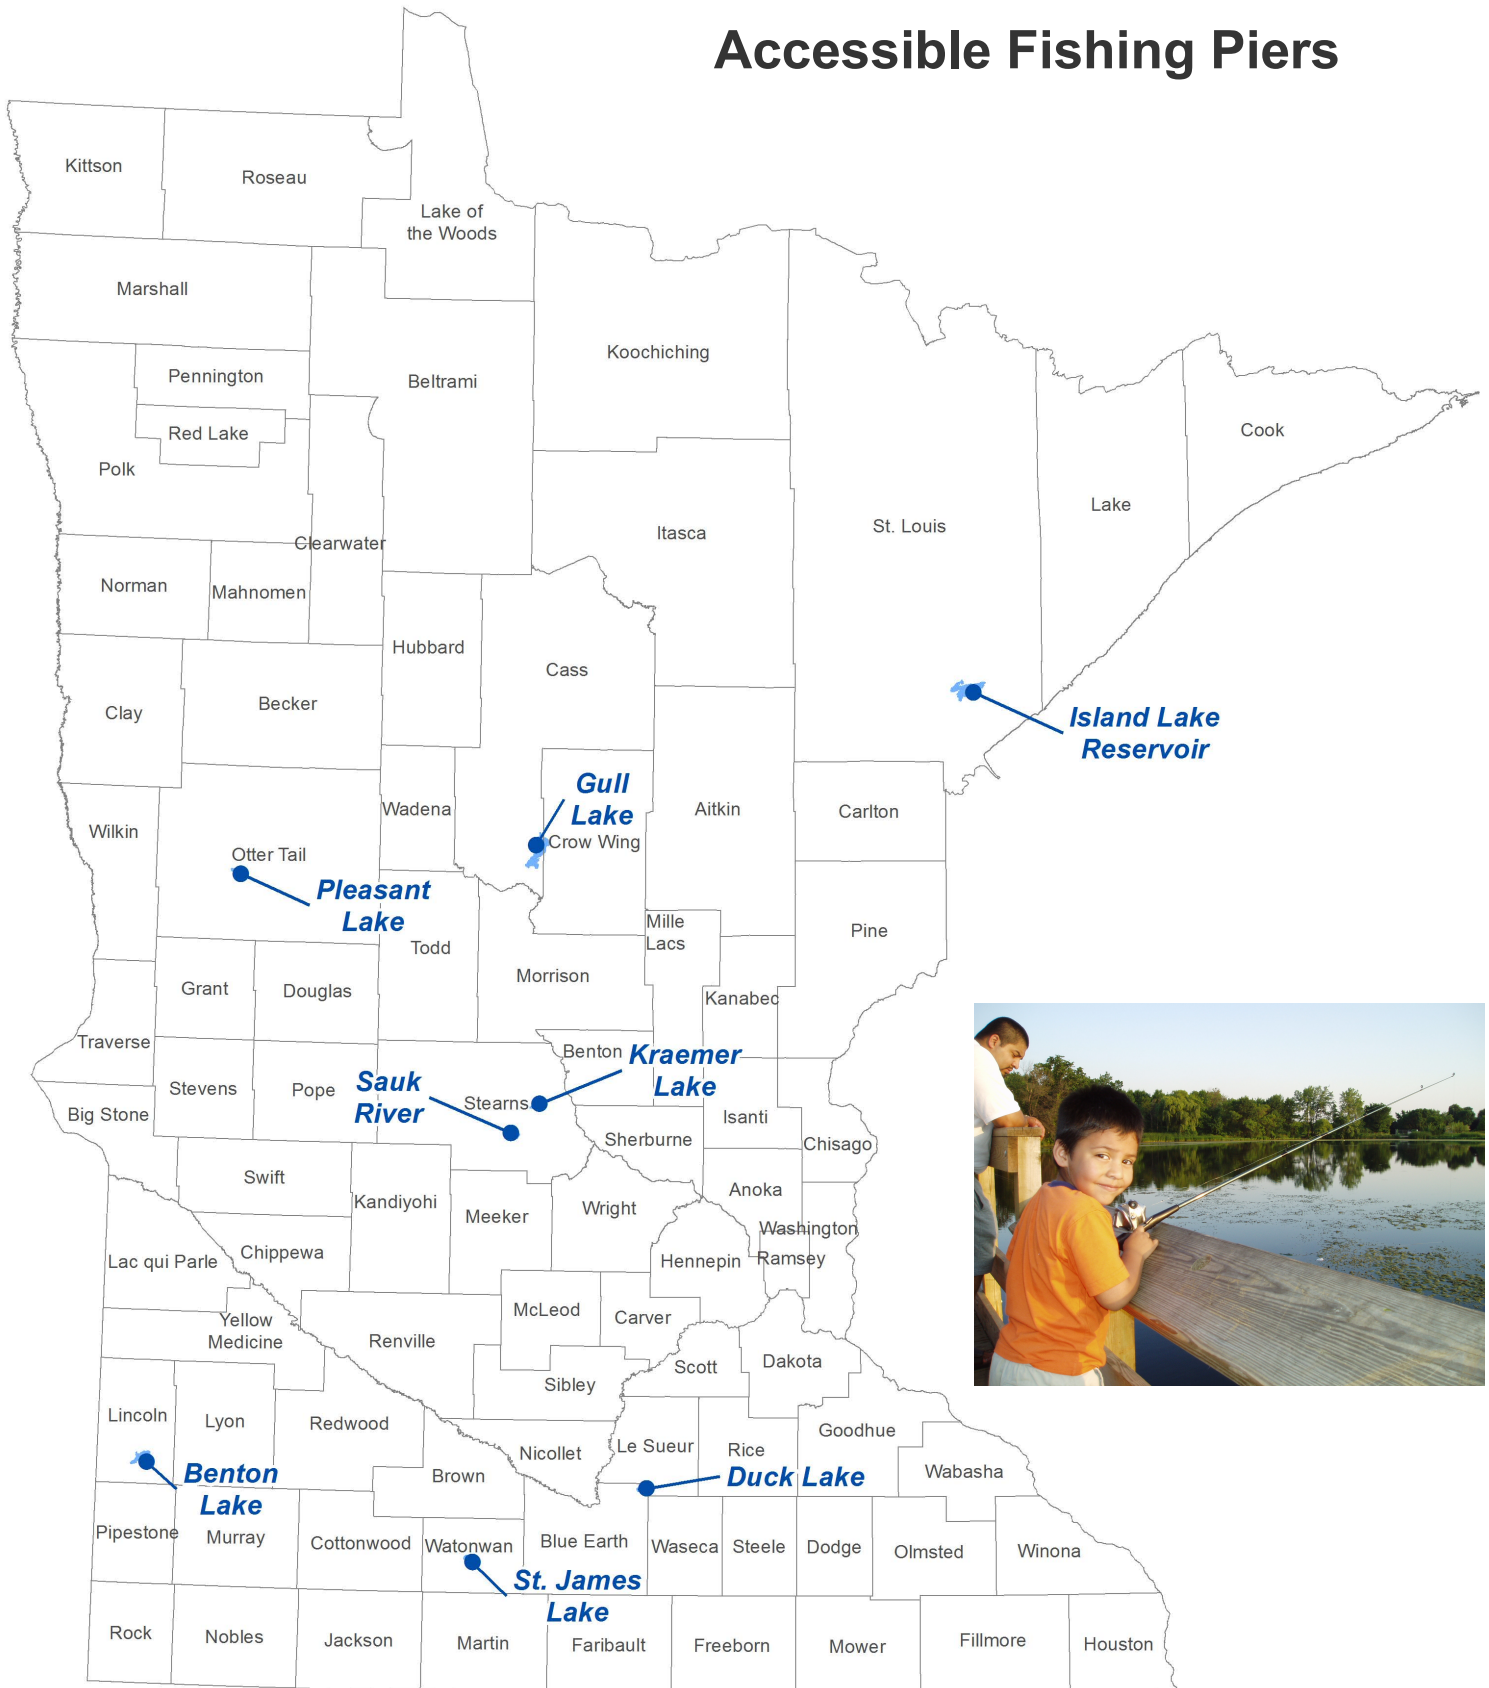 Accessible Fishing Piers
Kittson
Roseau
Lake of
the Woods
Marshall
Koochiching
Pennington
Beltrami
Red Lake
Polk
Cook
Lake
St. Louis
Itasca
Clearwater
Norman
Mahnomen
Hubbard
Cass
Becker
Clay
Island Lake
Reservoir
Gull
Lake
Wadena
Aitkin
Carlton
Wilkin
Crow Wing
Otter Tail
Pleasant
Lake
Mille
Lacs
Pine
Todd
Morrison
Grant
Douglas
Kanabec
Traverse
Benton
Kraemer
Lake
Stevens
Pope
Sauk
River
Stearns
Big Stone
Isanti
Sherburne
Chisago
Swift
Anoka
Kandiyohi
Meeker
Wright
Washington
Lac qui Parle
Chippewa
Hennepin
Ramsey
McLeod
Carver
Yellow
Medicine
Renville
Scott
Dakota
Sibley
Lincoln
Lyon
Redwood
Goodhue
Nicollet
Le Sueur
Rice
Wabasha
Brown
Duck Lake
Benton
Lake
Pipestone
Murray
Cottonwood
Watonwan
Blue Earth
Waseca
Steele
Dodge
Olmsted
Winona
St. James
Lake
Rock
Nobles
Jackson
Martin
Faribault
Freeborn
Mower
Fillmore
Houston